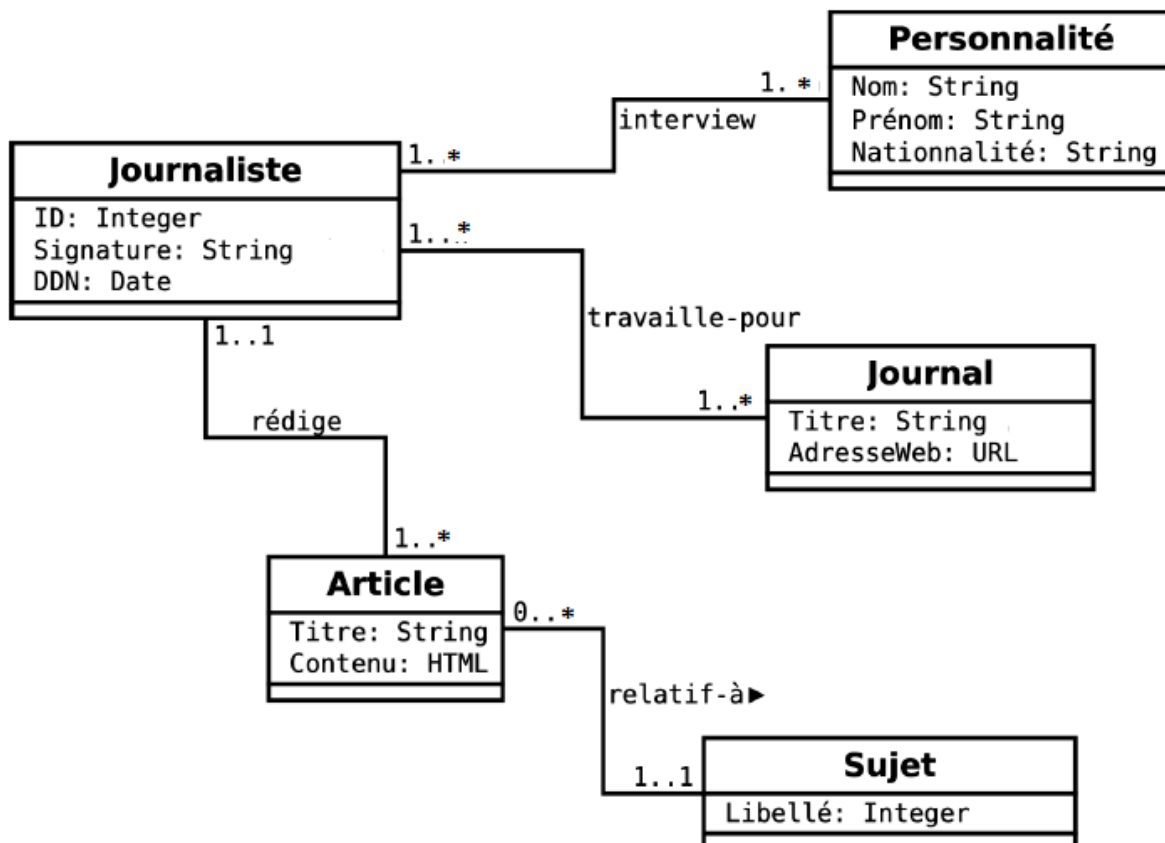 Personnalité
Nom: String
Prénom: String
Nationnalité: String
1. *
interview
1..*
Journaliste
ID: Integer
Signature: String
DDN: Date
1..*
travaille-pour
1..*
Journal
Titre: String
AdresseWeb: URL
1..1
rédige
1..*
Article
Titre: String
Contenu: HTML
0..*
relatif-à►
1..1
Sujet
Libellé: Integer